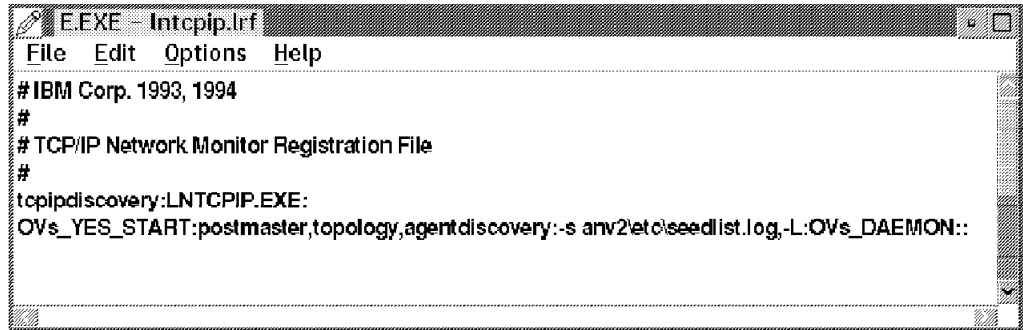 E.EXE - lntcpip.lrf
File Edit Options Help
# IBM Corp. 1993, 1994
#
# TCP/IP Network Monitor Registration File
#
tcpipdiscovery:LNTCPIP.EXE:
OVs_YES_START:postmaster,topology,agentdiscovery:-s anv2\etc\seedlist.log,-L:OVs_DAEMON::